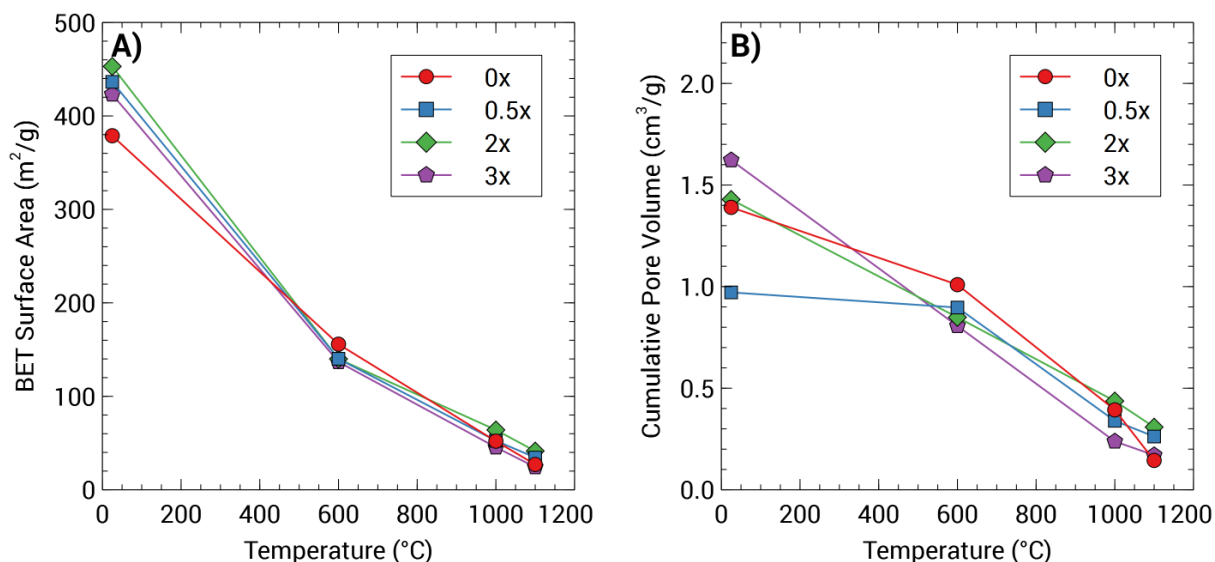 A)
BET Surface Area (m²/g)
500
400
300
200
100
0
0 200 400 600 800 1000 1200
Temperature (°C)
0x
0.5x
2x
3x
B)
Cumulative Pore Volume (cm³/g)
2.0
1.5
1.0
0.5
0.0
0 200 400 600 800 1000 1200
Temperature (°C)
0x
0.5x
2x
3x